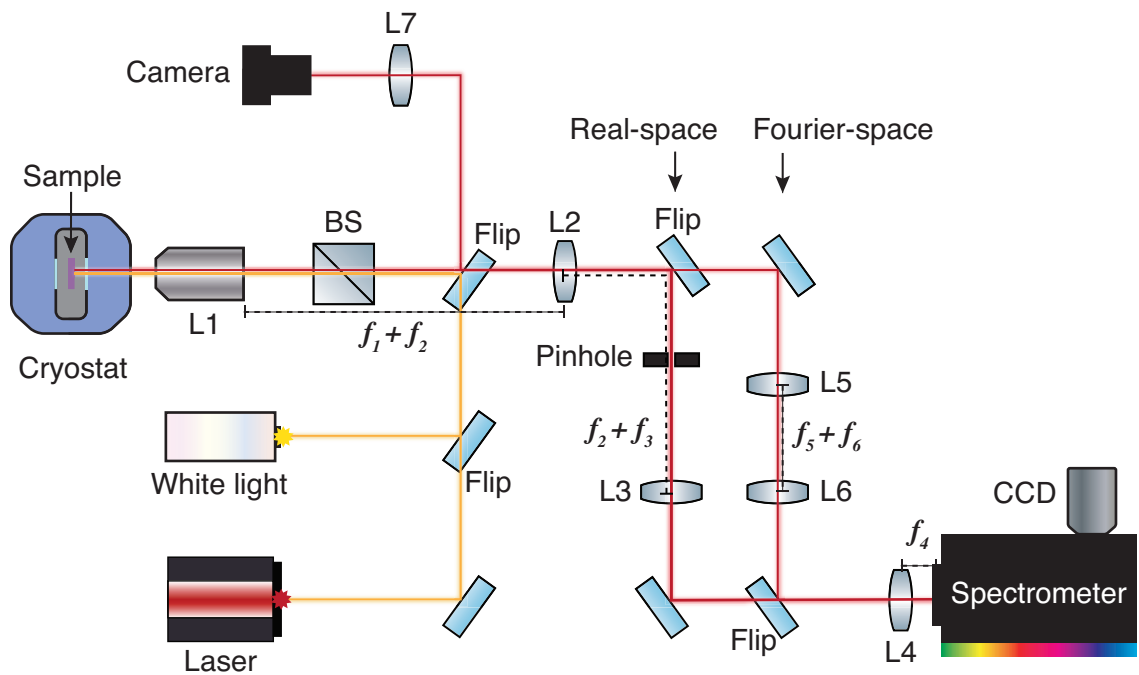 L7
Camera
Real-space
Fourier-space
Sample
BS
Flip
L2
Flip
L1
f₁+f₂
Cryostat
Pinhole
L5
f₂+f₃
f₅+f₆
White light
Flip
L3
L6
CCD
f₄
Spectrometer
Laser
Flip
L4